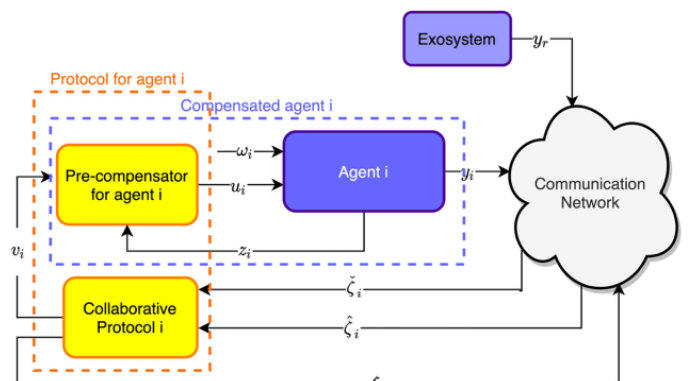 Exosystem
y_r
Protocol for agent i
Compensated agent i
Pre-compensator
for agent i
ω_i
u_i
Agent i
y_i
Communication
Network
v_i
z_i
ζ̌_i
Collaborative
Protocol i
ζ̂_i